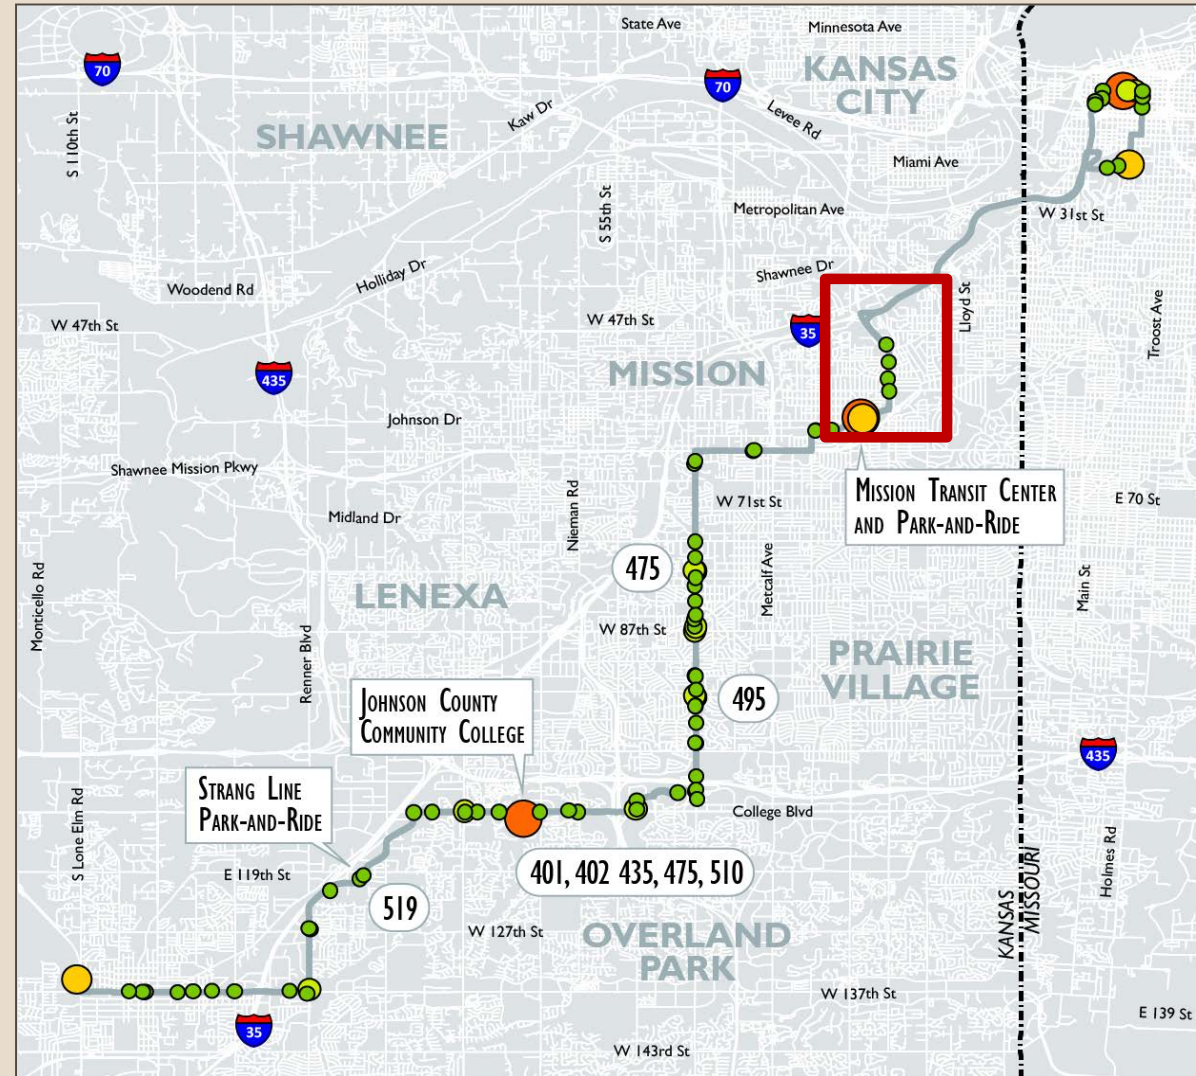 State Ave
Minnesota Ave
70
70
KANSAS
CITY
SHAWNEE
Kaw Dr
Levee Rd
S 110th St
Miami Ave
S 55th St
Metropolitan Ave
W 31st St
Shawnee Dr
Holliday Dr
Woodend Rd
Lloyd St
Troost Ave
W 47th St
W 47th St
35
435
MISSION
Johnson Dr
Shawnee Mission Pkwy
MISSION TRANSIT CENTER
AND PARK-AND-RIDE
E 70 St
W 71st St
Nieman Rd
Midland Dr
Metcalf Ave
475
Main St
LENEXA
Monticello Rd
W 87th St
Renner Blvd
PRAIRIE
VILLAGE
495
JOHNSON COUNTY
COMMUNITY COLLEGE
435
STRANG LINE
PARK-AND-RIDE
College Blvd
S Lone Elm Rd
E 119th St
401, 402 435, 475, 510
Holmes Rd
519
KANSAS
MISSOURI
W 127th St
OVERLAND
PARK
W 137th St
E 139 St
35
W 143rd St